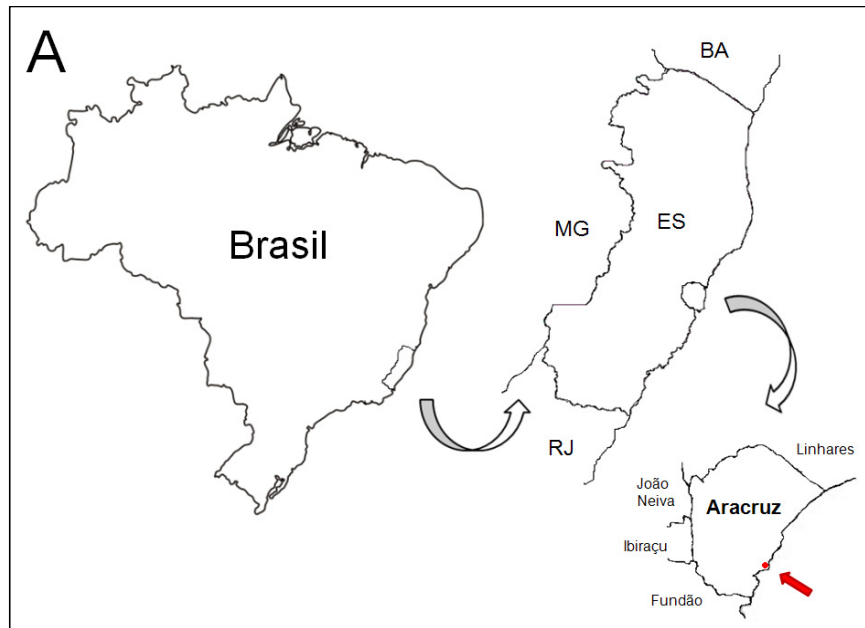 A
Brasil
BA
MG
ES
RJ
Linhares
João
Neiva
Aracruz
Ibiraçu
Fundão